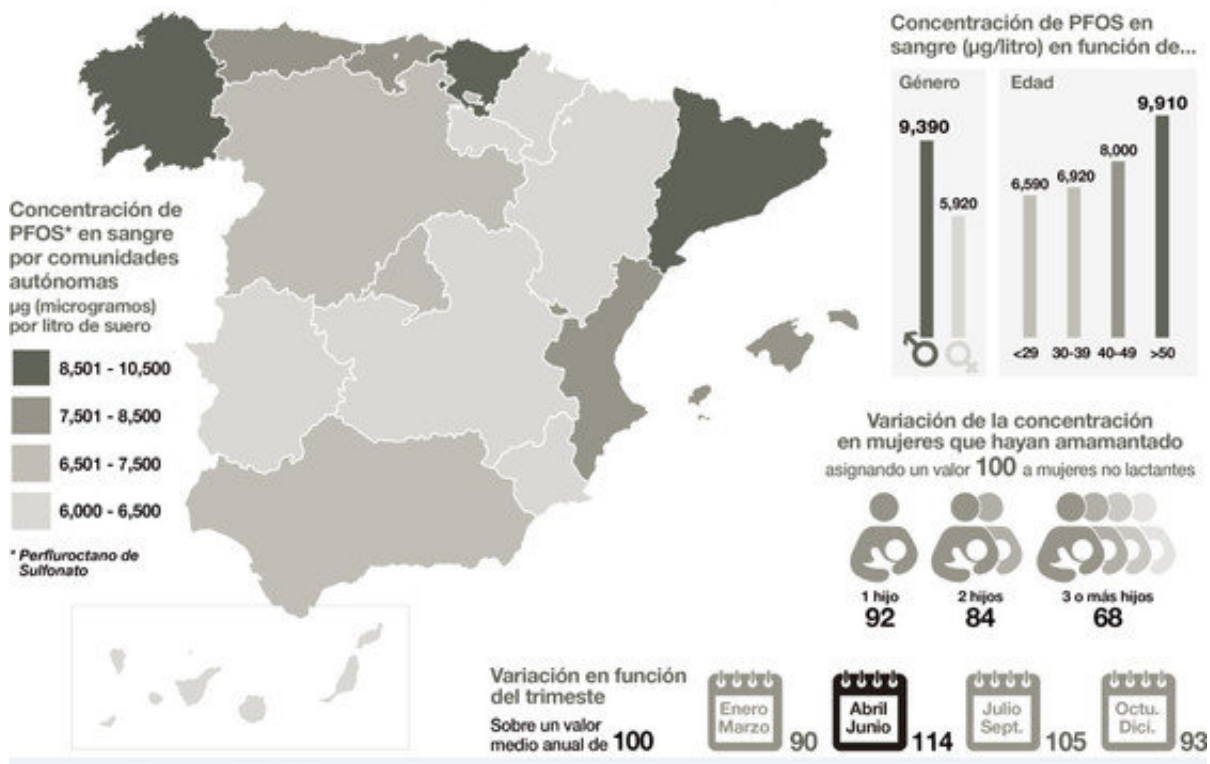 Concentración de
PFOS* en sangre
por comunidades
autónomas
µg (microgramos)
por litro de suero
8,501 - 10,500
7,501 - 8,500
6,501 - 7,500
6,000 - 6,500
* Perfluroctano de
Sulfonato
Concentración de PFOS en
sangre (µg/litro) en función de...
Género
9,390
5,920
Edad
6,590
6,920
8,000
9,910
<29
30-39
40-49
>50
Variación de la concentración
en mujeres que hayan amamantado
asignando un valor 100 a mujeres no lactantes
1 hijo
92
2 hijos
84
3 o más hijos
68
Variación en función
del trimeste
Sobre un valor
medio anual de 100
Enero
Marzo
90
Abril
Junio
114
Julio
Sept.
105
Octu.
Dici.
93